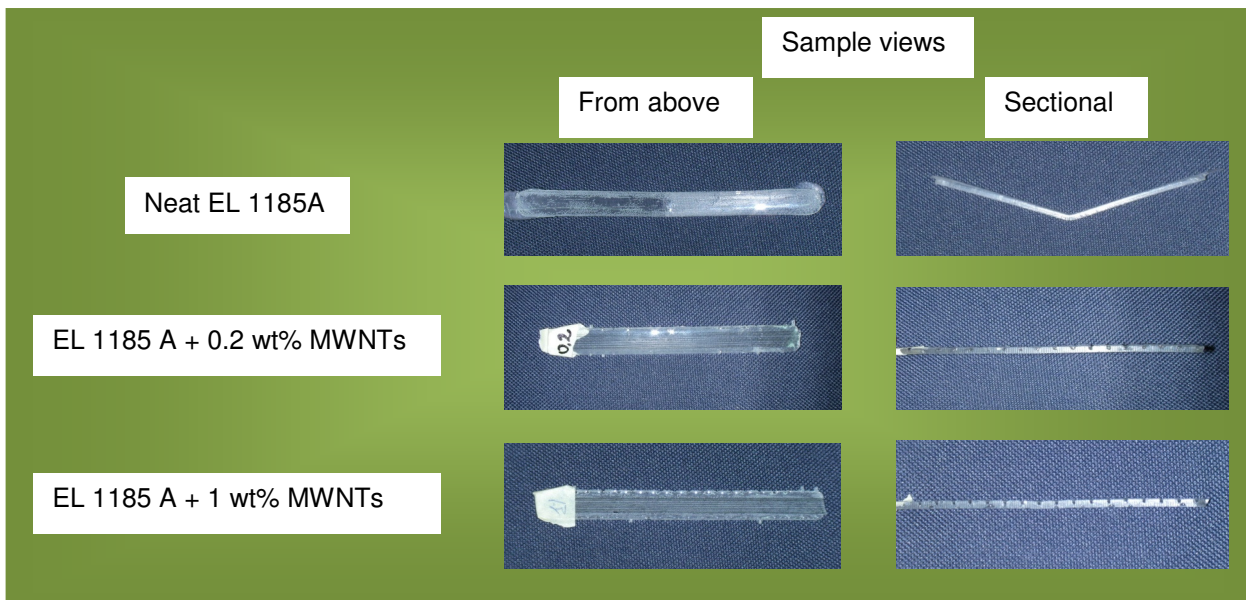 Sample views
From above
Sectional
Neat EL 1185A
EL 1185 A + 0.2 wt% MWNTs
0,2
EL 1185 A + 1 wt% MWNTs